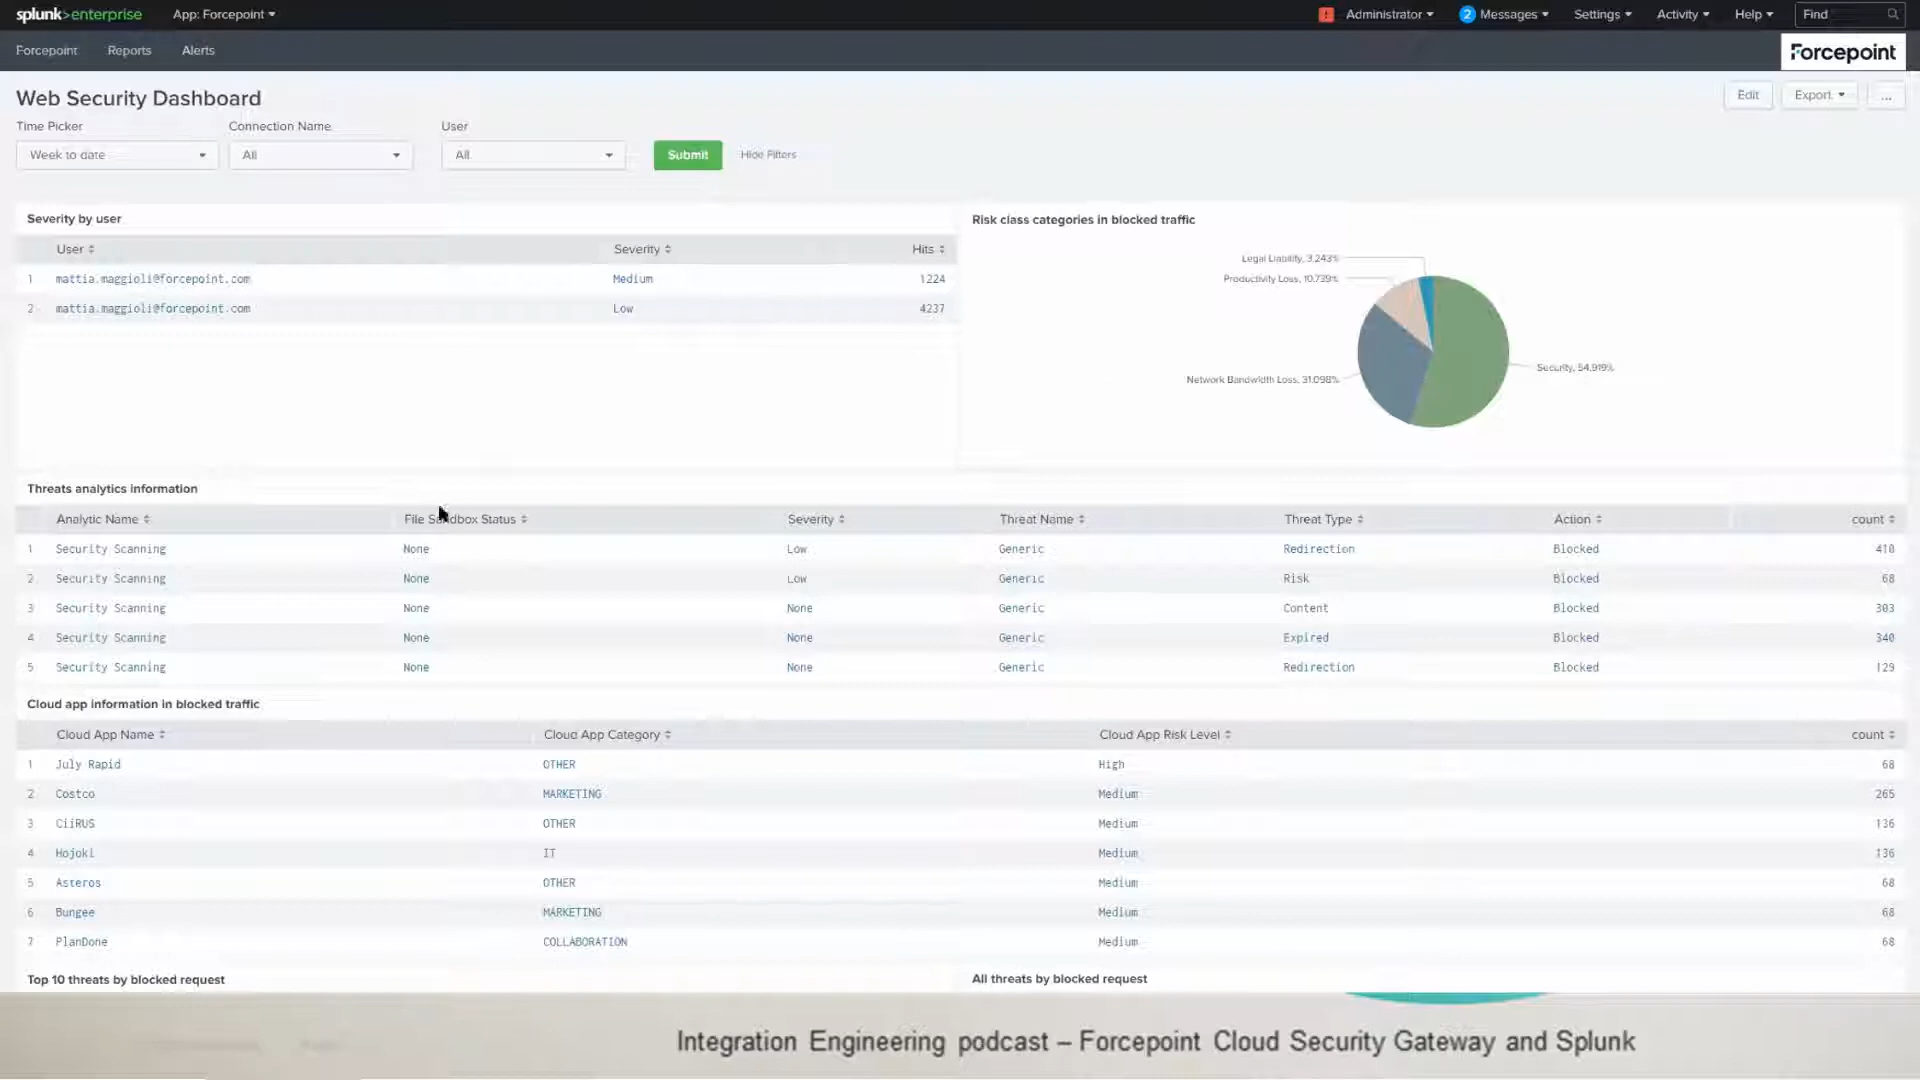 splunk>enterprise App: Forcepoint Administrator 2 Messages Settings Activity Help Find
Forcepoint Reports Alerts Forcepoint
Web Security Dashboard Edit Export ...
Time Picker Connection Name User
Week to date All All Submit Hide Filters
Severity by user
User Severity Hits
1 mattia.maggioli@forcepoint.com Medium 1224
2 mattia.maggioli@forcepoint.com Low 4237
Risk class categories in blocked traffic
Legal Liability, 3.243%
Productivity Loss, 10.739%
Security, 54.919%
Network Bandwidth Loss, 31.098%
Threats analytics information
Analytic Name File Sandbox Status Severity Threat Name Threat Type Action count
1 Security Scanning None Low Generic Redirection Blocked 410
2 Security Scanning None Low Generic Risk Blocked 68
3 Security Scanning None None Generic Content Blocked 303
4 Security Scanning None None Generic Expired Blocked 340
5 Security Scanning None None Generic Redirection Blocked 129
Cloud app information in blocked traffic
Cloud App Name Cloud App Category Cloud App Risk Level count
1 July Rapid OTHER High 68
2 Costco MARKETING Medium 265
3 CiiRUS OTHER Medium 136
4 Hojoki IT Medium 136
5 Asteros OTHER Medium 68
6 Bungee MARKETING Medium 68
7 PlanDone COLLABORATION Medium 68
Top 10 threats by blocked request All threats by blocked request
Integration Engineering podcast – Forcepoint Cloud Security Gateway and Splunk